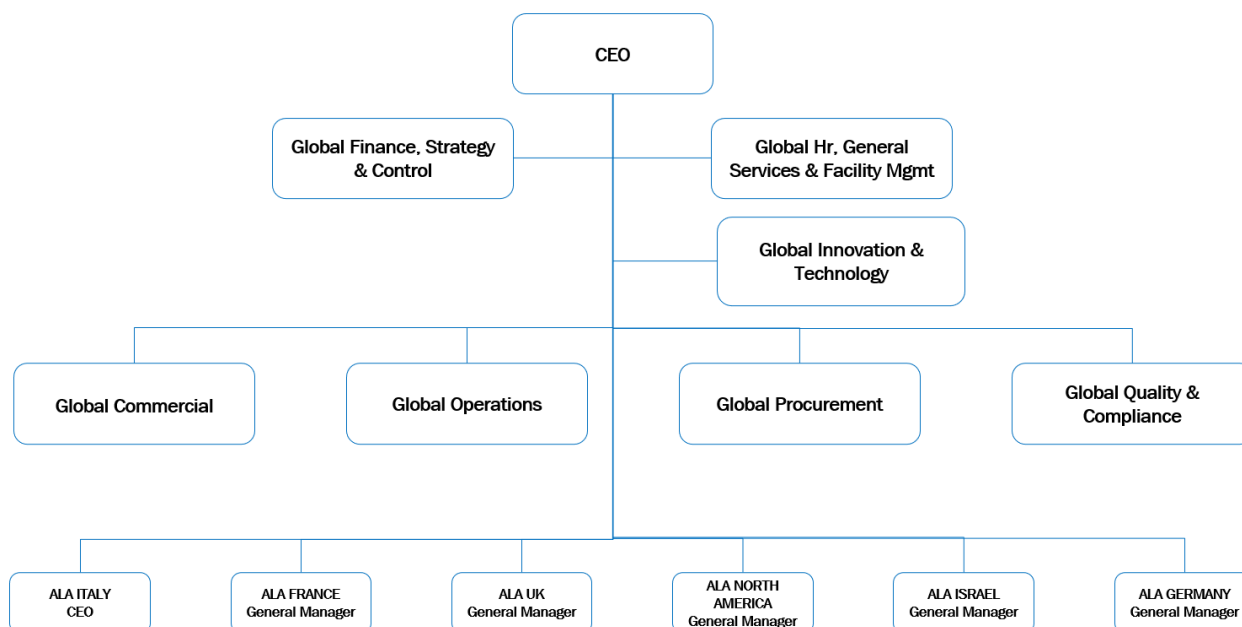 CEO
Global Finance, Strategy
& Control
Global Hr, General
Services & Facility Mgmt
Global Innovation &
Technology
Global Commercial
Global Operations
Global Procurement
Global Quality &
Compliance
ALA ITALY
CEO
ALA FRANCE
General Manager
ALA UK
General Manager
ALA NORTH
AMERICA
General Manager
ALA ISRAEL
General Manager
ALA GERMANY
General Manager